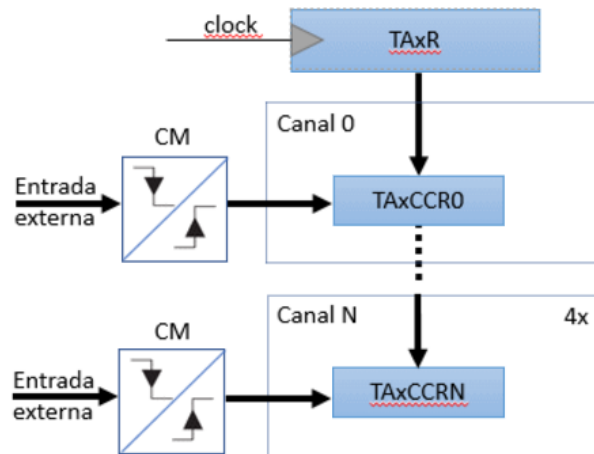 clock
TAxR
Canal 0
CM
Entrada
externa
TAxCCR0
Canal N
4x
CM
Entrada
externa
TAxCCRN